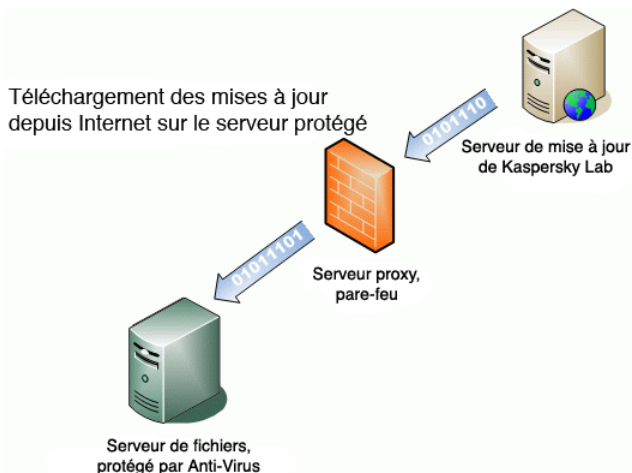 Téléchargement des mises à jour
depuis Internet sur le serveur protégé
0101110
Serveur de mise à jour
de Kaspersky Lab
Serveur proxy,
pare-feu
01011101
Serveur de fichiers,
protégé par Anti-Virus